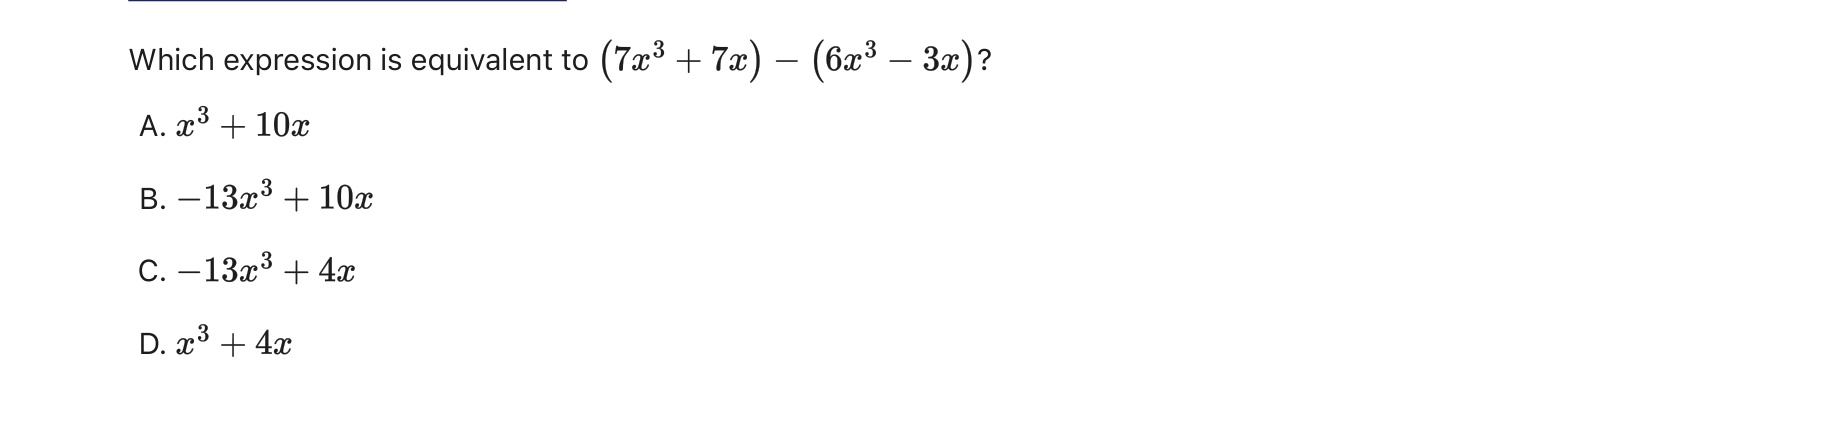 Which expression is equivalent to (7x³ + 7x) − (6x³ − 3x)?
A. x³ + 10x
B. −13x³ + 10x
C. −13x³ + 4x
D. x³ + 4x